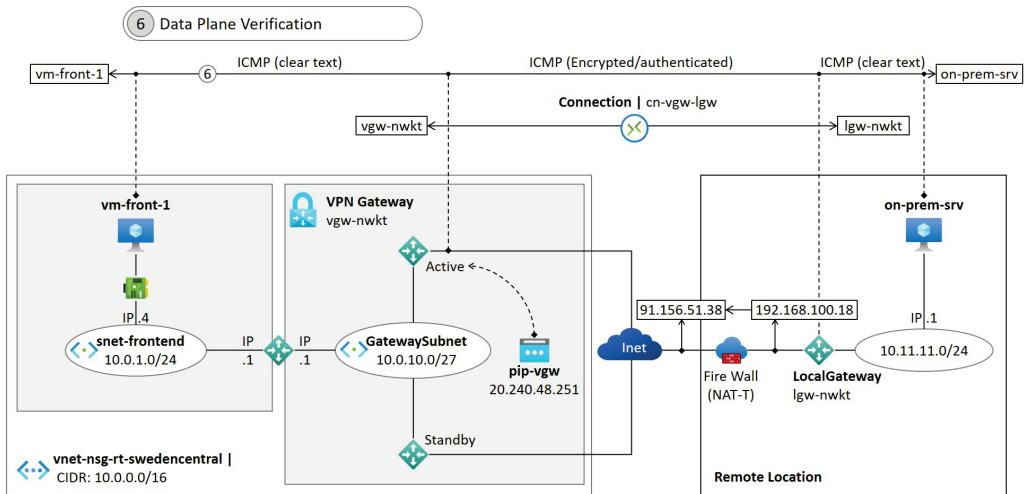 6 Data Plane Verification
ICMP (clear text)
ICMP (Encrypted/authenticated)
ICMP (clear text)
vm-front-1
6
on-prem-srv
Connection | cn-vgw-lgw
vgw-nwkt
lgw-nwkt
vm-front-1
VPN Gateway
vgw-nwkt
on-prem-srv
Active
91.156.51.38
192.168.100.18
IP .4
IP .1
snet-frontend
10.0.1.0/24
IP
.1
IP
.1
GatewaySubnet
10.0.10.0/27
Inet
10.11.11.0/24
pip-vgw
20.240.48.251
Fire Wall
(NAT-T)
LocalGateway
lgw-nwkt
Standby
vnet-nsg-rt-swedencentral |
CIDR: 10.0.0.0/16
Remote Location